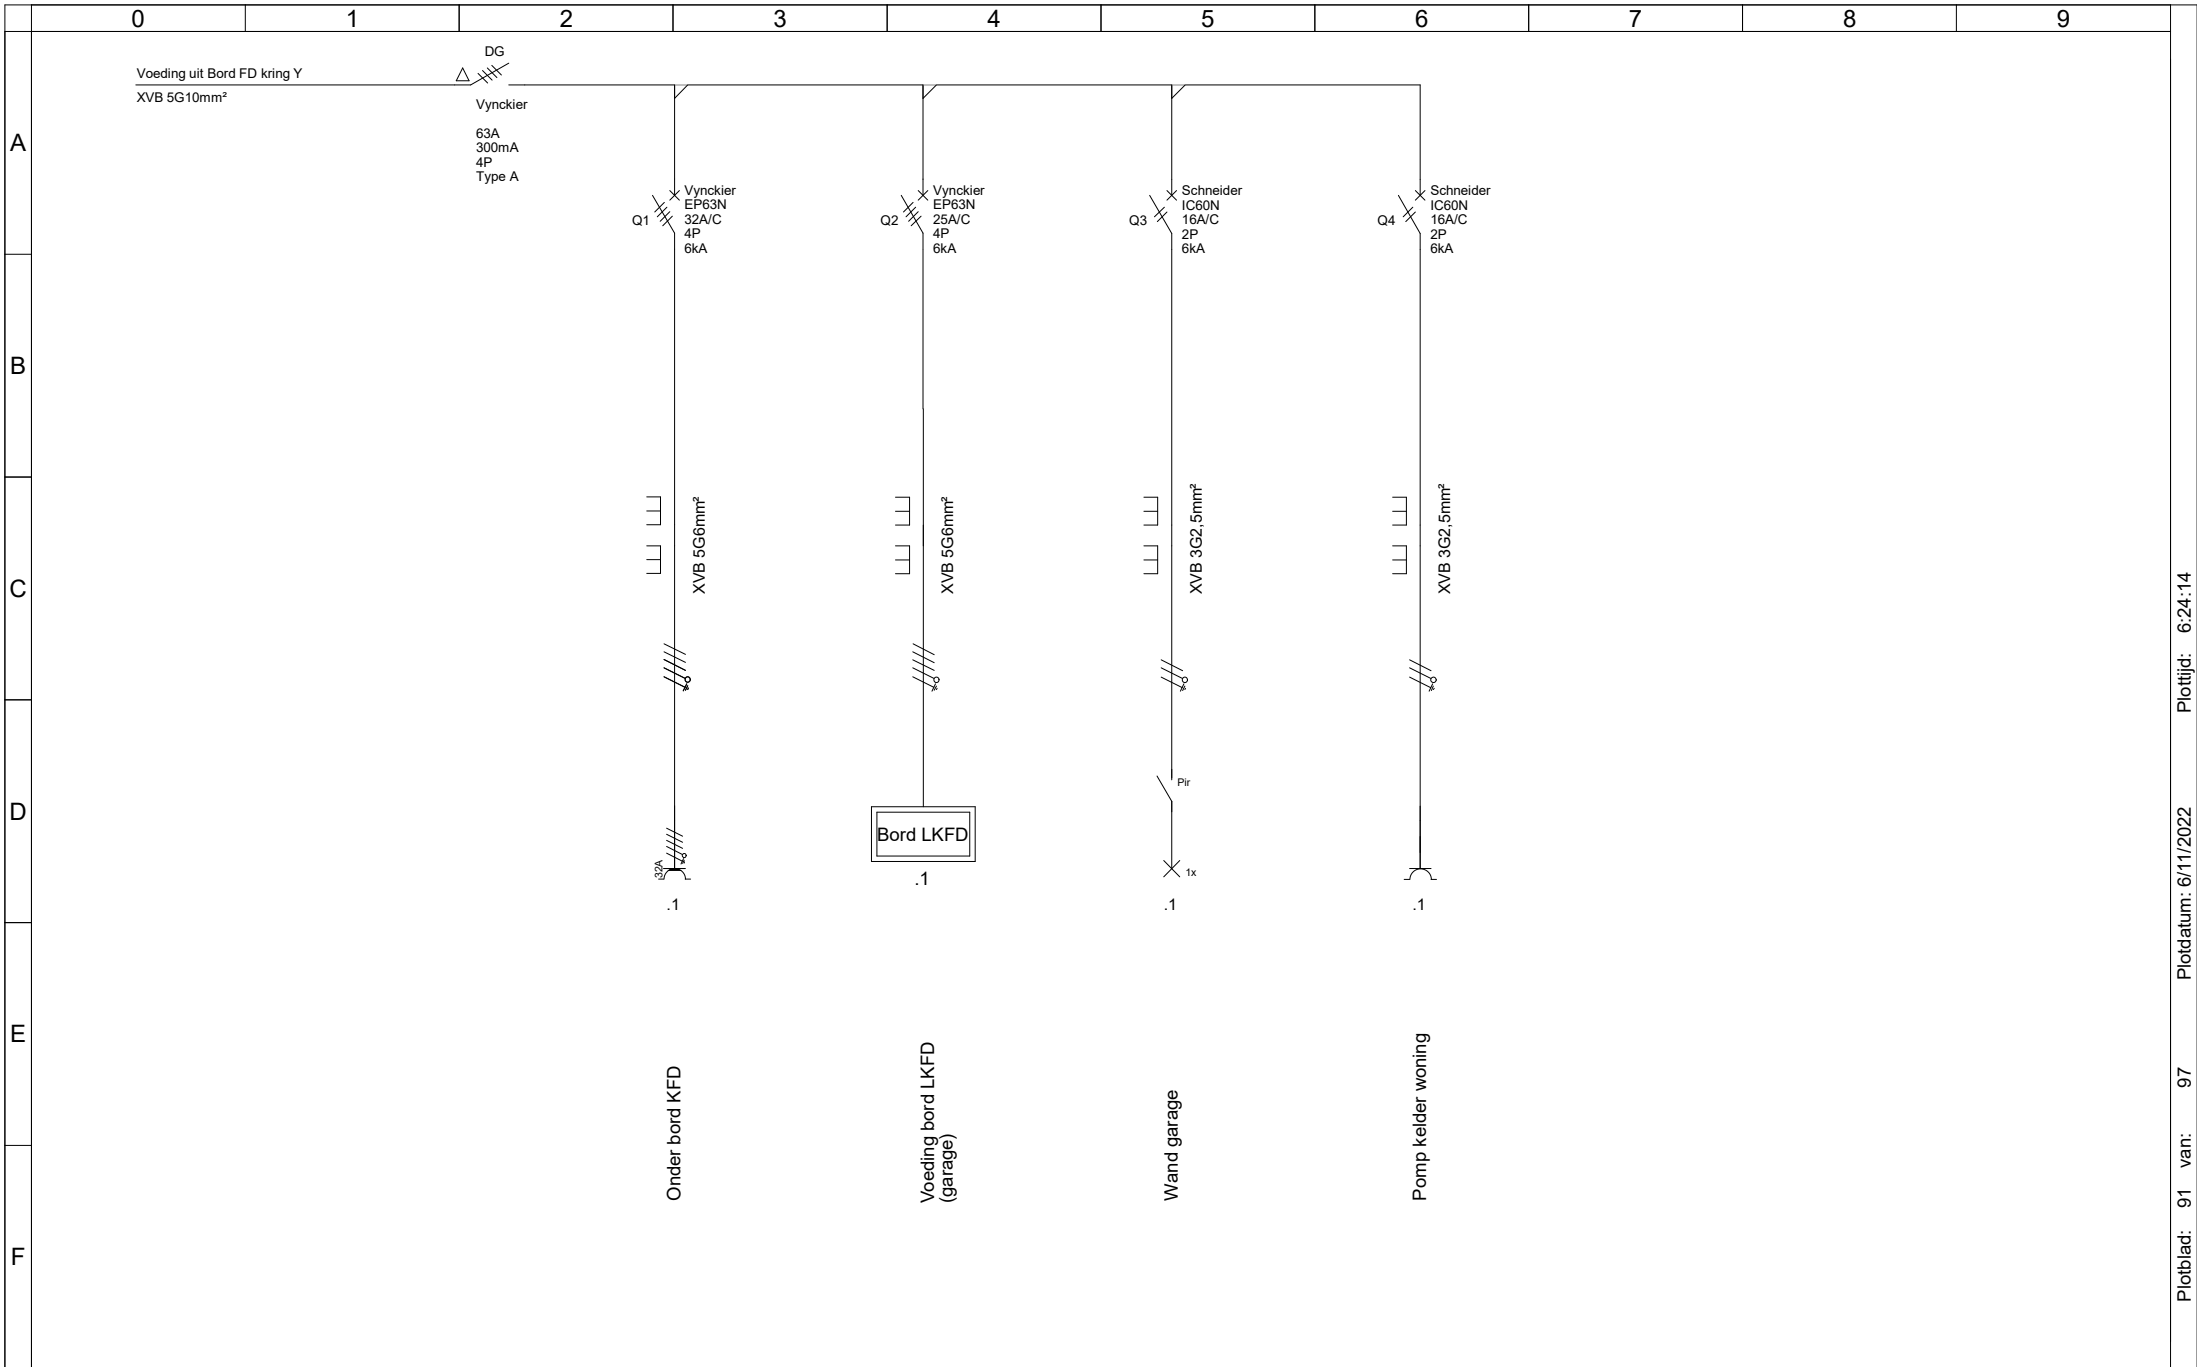 0 1 2 3 4 5 6 7 8 9
A
B
C
D
E
F
Voeding uit Bord FD kring Y
XVB 5G10mm²
DG
Vynckier
63A
300mA
4P
Type A
Q1
Vynckier
EP63N
32A/C
4P
6kA
Q2
Vynckier
EP63N
25A/C
4P
6kA
Q3
Schneider
IC60N
16A/C
2P
6kA
Q4
Schneider
IC60N
16A/C
2P
6kA
XVB 5G6mm²
XVB 5G6mm²
XVB 3G2,5mm²
XVB 3G2,5mm²
32A
.1
Bord LKFD
.1
Pir
1x
.1
.1
Onder bord KFD
Voeding bord LKFD
(garage)
Wand garage
Pomp kelder woning
Plotblad: 91 van: 97 Plotdatum: 6/11/2022 Plottijd: 6:24:14